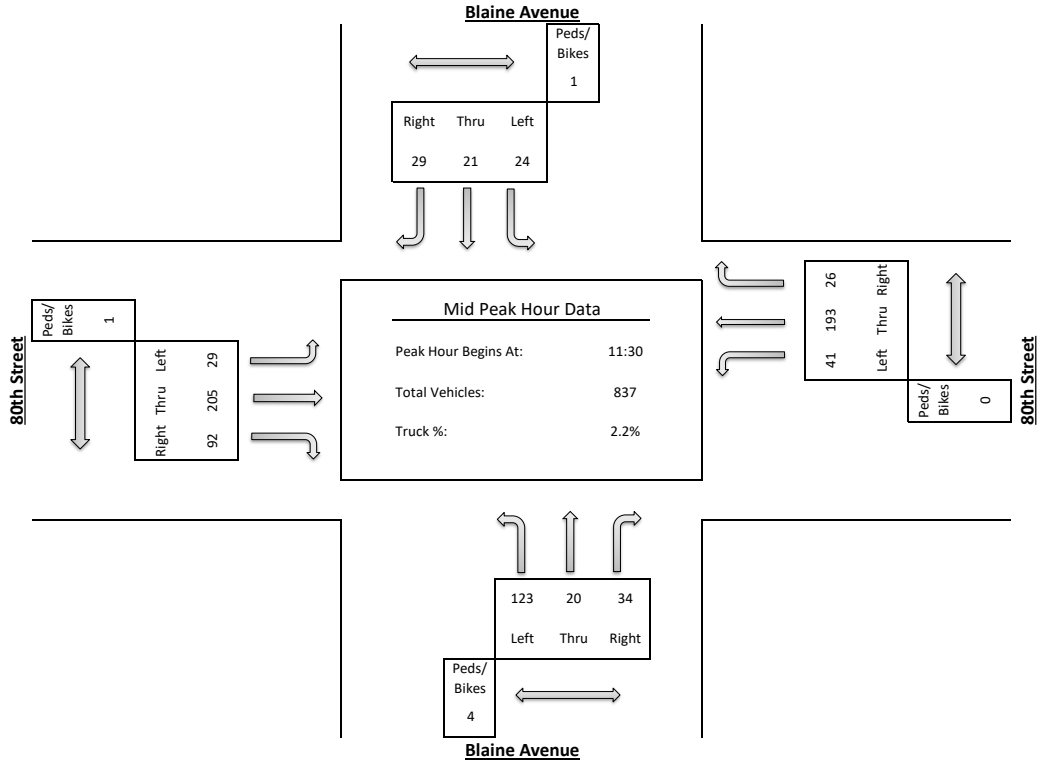 Blaine Avenue
Peds/
Bikes
1
Right Thru Left
29 21 24
80th Street
Peds/
Bikes
1
Left 29
Thru 205
Right 92
Mid Peak Hour Data
Peak Hour Begins At: 11:30
Total Vehicles: 837
Truck %: 2.2%
26 Right
193 Thru
41 Left
Peds/
Bikes
0
80th Street
123 20 34
Left Thru Right
Peds/
Bikes
4
Blaine Avenue